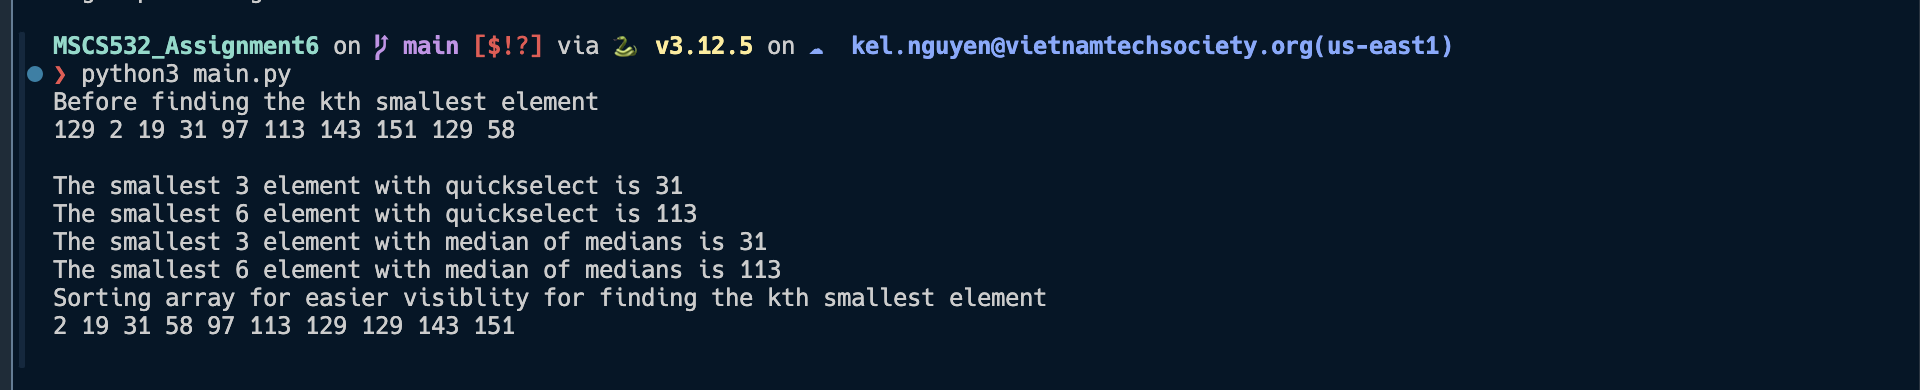 MSCS532_Assignment6 on main [$!?] via 🐍 v3.12.5 on ☁ kel.nguyen@vietnamtechsociety.org(us-east1)
❯ python3 main.py
Before finding the kth smallest element
129 2 19 31 97 113 143 151 129 58
The smallest 3 element with quickselect is 31
The smallest 6 element with quickselect is 113
The smallest 3 element with median of medians is 31
The smallest 6 element with median of medians is 113
Sorting array for easier visiblity for finding the kth smallest element
2 19 31 58 97 113 129 129 143 151